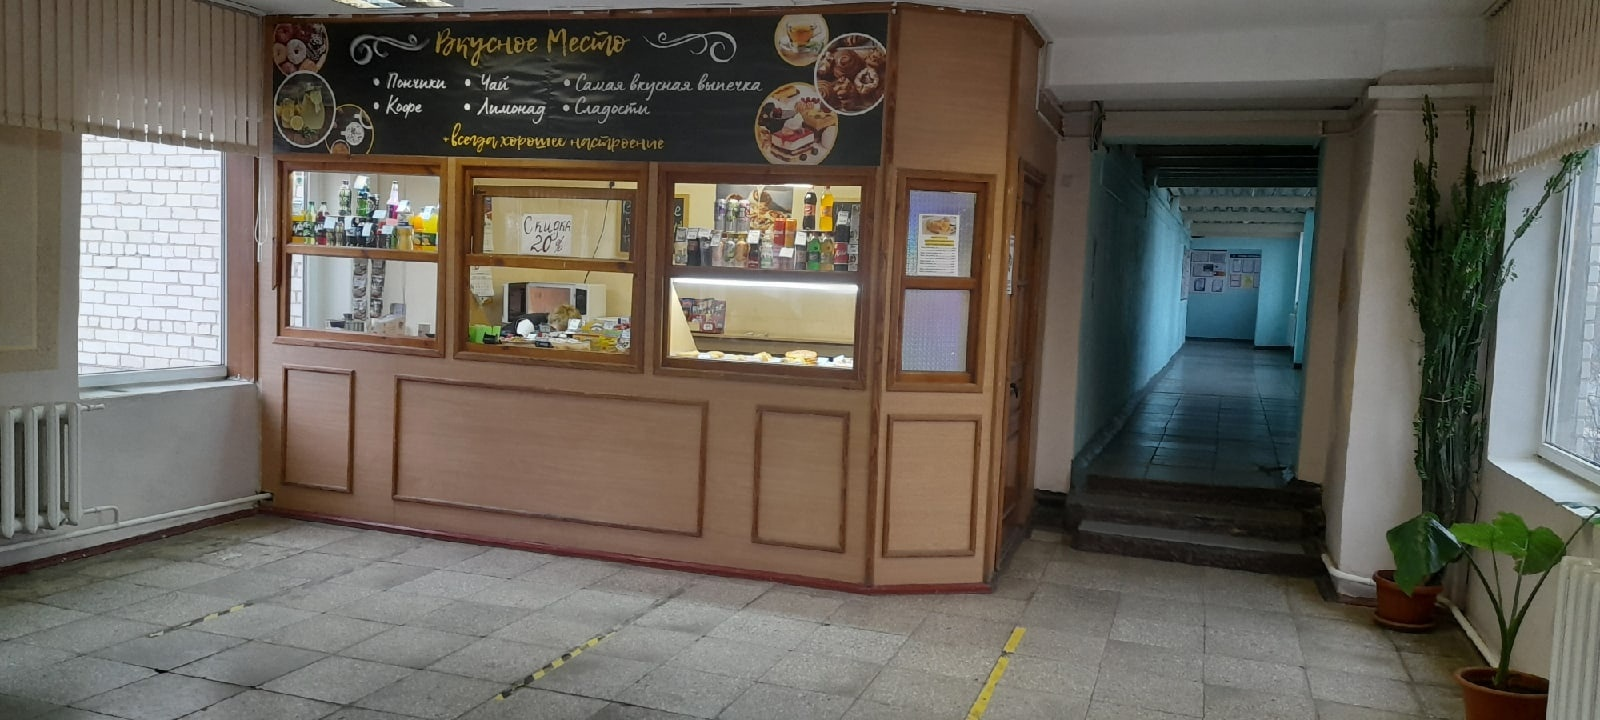 Вкусное Место
• Пончики • Чай • Самая вкусная выпечка
• Кофе • Лимонад • Сладости
+всегда хорошее настроение
Скидка
20%